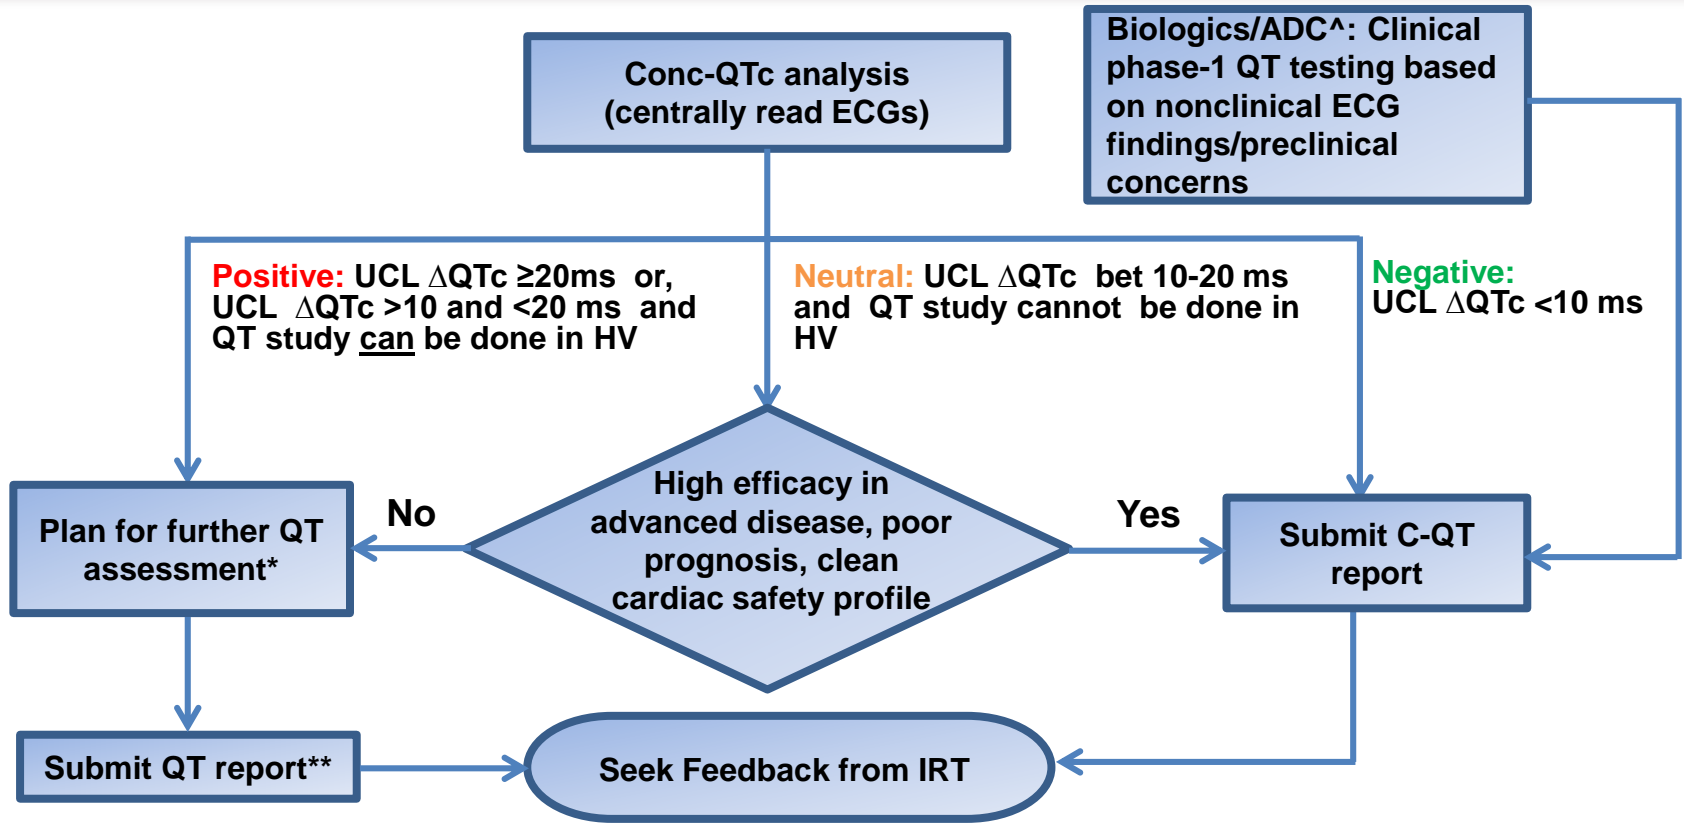 Conc-QTc analysis
(centrally read ECGs)
Biologics/ADC^: Clinical
phase-1 QT testing based
on nonclinical ECG
findings/preclinical
concerns
Positive: UCL ∆QTc ≥20ms or,
UCL ∆QTc >10 and <20 ms and
QT study can be done in HV
Neutral: UCL ∆QTc bet 10-20 ms
and QT study cannot be done in
HV
Negative:
UCL ∆QTc <10 ms
High efficacy in
advanced disease, poor
prognosis, clean
cardiac safety profile
No
Yes
Plan for further QT
assessment*
Submit C-QT
report
Submit QT report**
Seek Feedback from IRT